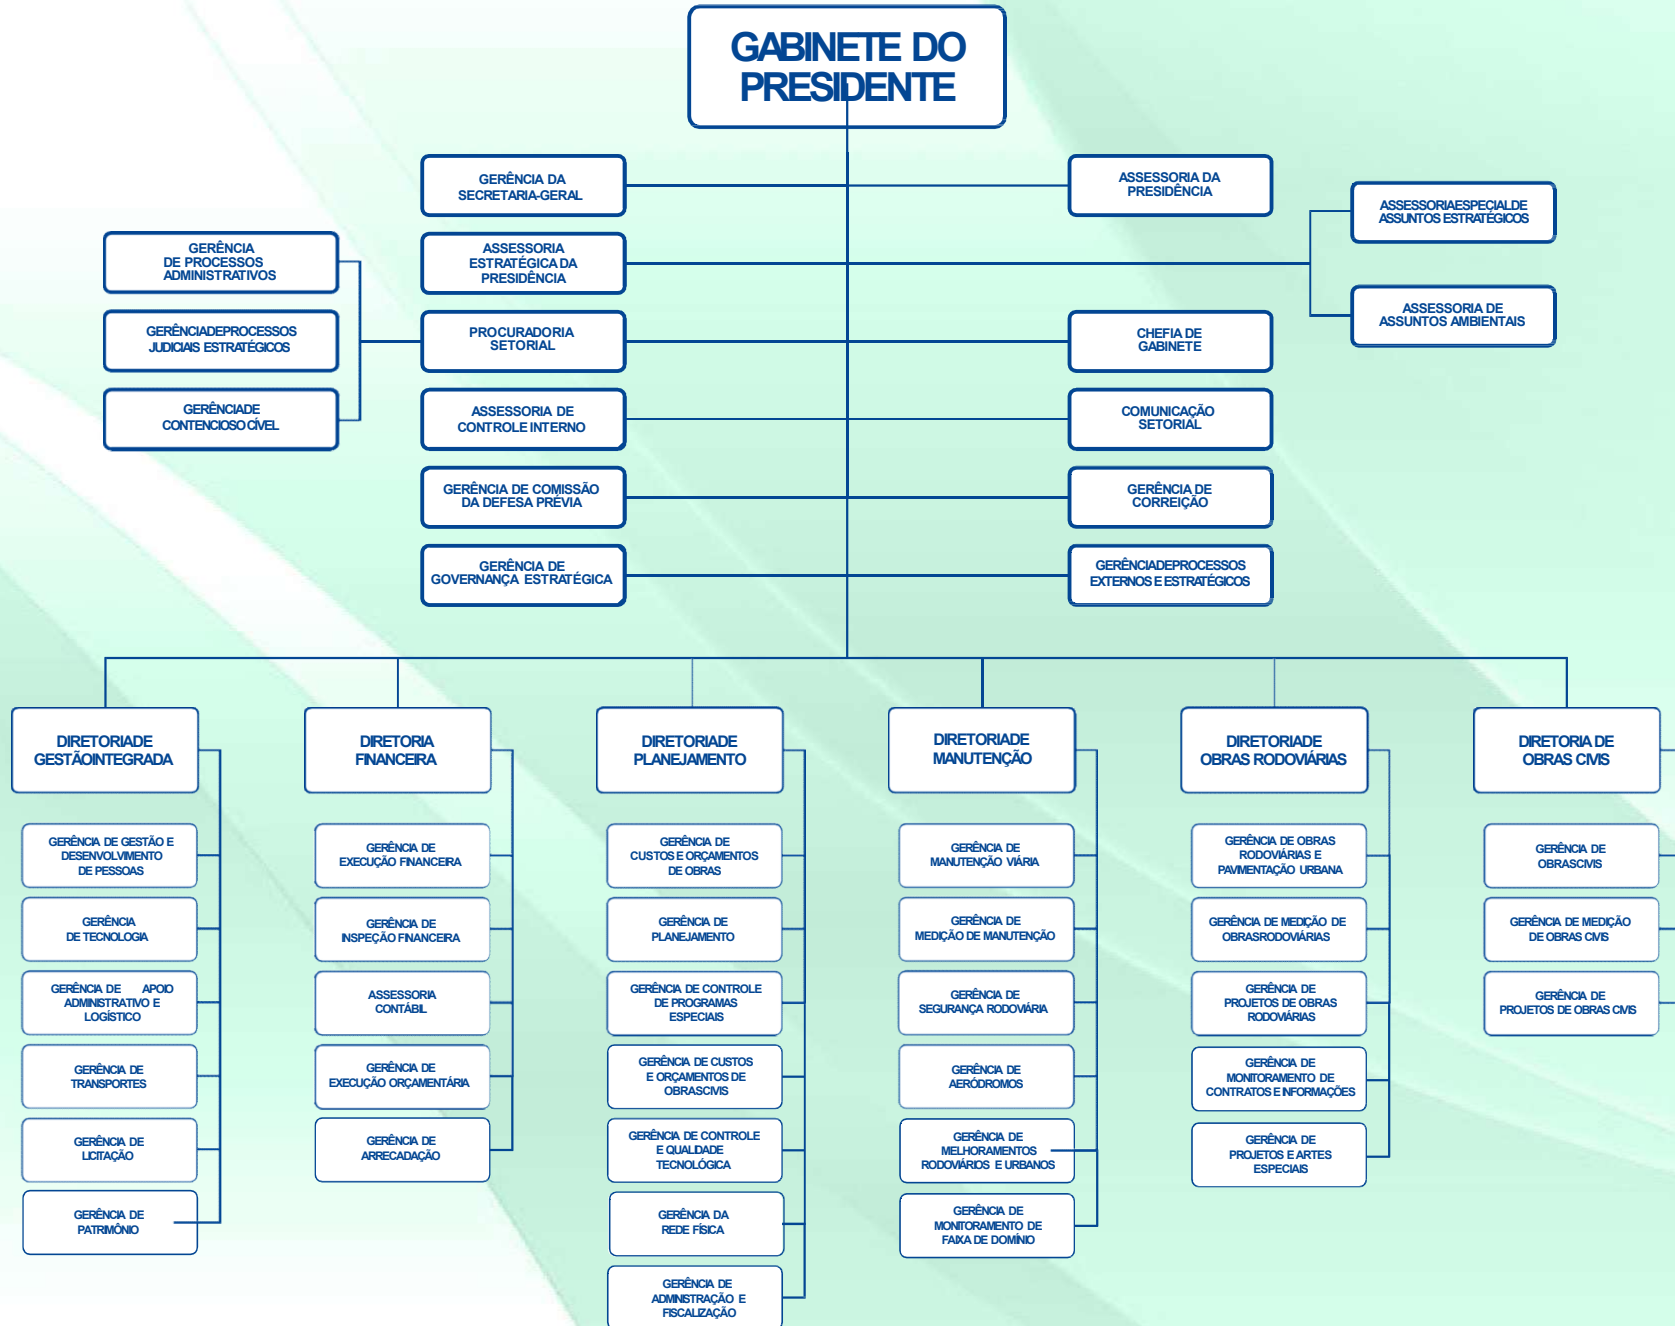 GABINETE DO
PRESIDENTE
GERÊNCIA DA
SECRETARIA-GERAL
ASSESSORIA DA
PRESIDÊNCIA
ASSESSORIAESPECIALDE
ASSUNTOS ESTRATÉGICOS
GERÊNCIA
DE PROCESSOS
ADMINISTRATIVOS
ASSESSORIA
ESTRATÉGICA DA
PRESIDÊNCIA
ASSESSORIA DE
ASSUNTOS AMBIENTAIS
GERÊNCIADEPROCESSOS
JUDICIAIS ESTRATÉGICOS
PROCURADORIA
SETORIAL
CHEFIA DE
GABINETE
GERÊNCIADE
CONTENCIOSO CÍVEL
ASSESSORIA DE
CONTROLE INTERNO
COMUNICAÇÃO
SETORIAL
GERÊNCIA DE COMISSÃO
DA DEFESA PRÉVIA
GERÊNCIA DE
CORREIÇÃO
GERÊNCIA DE
GOVERNANÇA ESTRATÉGICA
GERÊNCIADEPROCESSOS
EXTERNOS E ESTRATÉGICOS
DIRETORIADE
GESTÃOINTEGRADA
GERÊNCIA DE GESTÃO E
DESENVOLVIMENTO
DE PESSOAS
GERÊNCIA
DE TECNOLOGIA
GERÊNCIA DE APOIO
ADMINISTRATIVO E
LOGÍSTICO
GERÊNCIA DE
TRANSPORTES
GERÊNCIA DE
LICITAÇÃO
GERÊNCIA DE
PATRIMÔNIO
DIRETORIA
FINANCEIRA
GERÊNCIA DE
EXECUÇÃO FINANCEIRA
GERÊNCIA DE
INSPEÇÃO FINANCEIRA
ASSESSORIA
CONTÁBIL
GERÊNCIA DE
EXECUÇÃO ORÇAMENTÁRIA
GERÊNCIA DE
ARRECADAÇÃO
DIRETORIADE
PLANEJAMENTO
GERÊNCIA DE
CUSTOS E ORÇAMENTOS
DE OBRAS
GERÊNCIA DE
PLANEJAMENTO
GERÊNCIA DE CONTROLE
DE PROGRAMAS
ESPECIAIS
GERÊNCIA DE CUSTOS
E ORÇAMENTOS DE
OBRASCIVIS
GERÊNCIA DE CONTROLE
E QUALIDADE
TECNOLÓGICA
GERÊNCIA DA
REDE FÍSICA
GERÊNCIA DE
ADMINISTRAÇÃO E
FISCALIZAÇÃO
DIRETORIADE
MANUTENÇÃO
GERÊNCIA DE
MANUTENÇÃO VIÁRIA
GERÊNCIA DE
MEDIÇÃO DE MANUTENÇÃO
GERÊNCIA DE
SEGURANÇA RODOVIÁRIA
GERÊNCIA DE
AERÓDROMOS
GERÊNCIA DE
MELHORAMENTOS
RODOVIÁRIOS E URBANOS
GERÊNCIA DE
MONITORAMENTO DE
FAIXA DE DOMÍNIO
DIRETORIADE
OBRAS RODOVIÁRIAS
GERÊNCIA DE OBRAS
RODOVIÁRIAS E
PAVIMENTAÇÃO URBANA
GERÊNCIA DE MEDIÇÃO DE
OBRASRODOVIÁRIAS
GERÊNCIA DE
PROJETOS DE OBRAS
RODOVIÁRIAS
GERÊNCIA DE
MONITORAMENTO DE
CONTRATOS E INFORMAÇÕES
GERÊNCIA DE
PROJETOS E ARTES
ESPECIAIS
DIRETORIA DE
OBRAS CIVIS
GERÊNCIA DE
OBRASCIVIS
GERÊNCIA DE MEDIÇÃO
DE OBRAS CIVIS
GERÊNCIA DE
PROJETOS DE OBRAS CIVIS